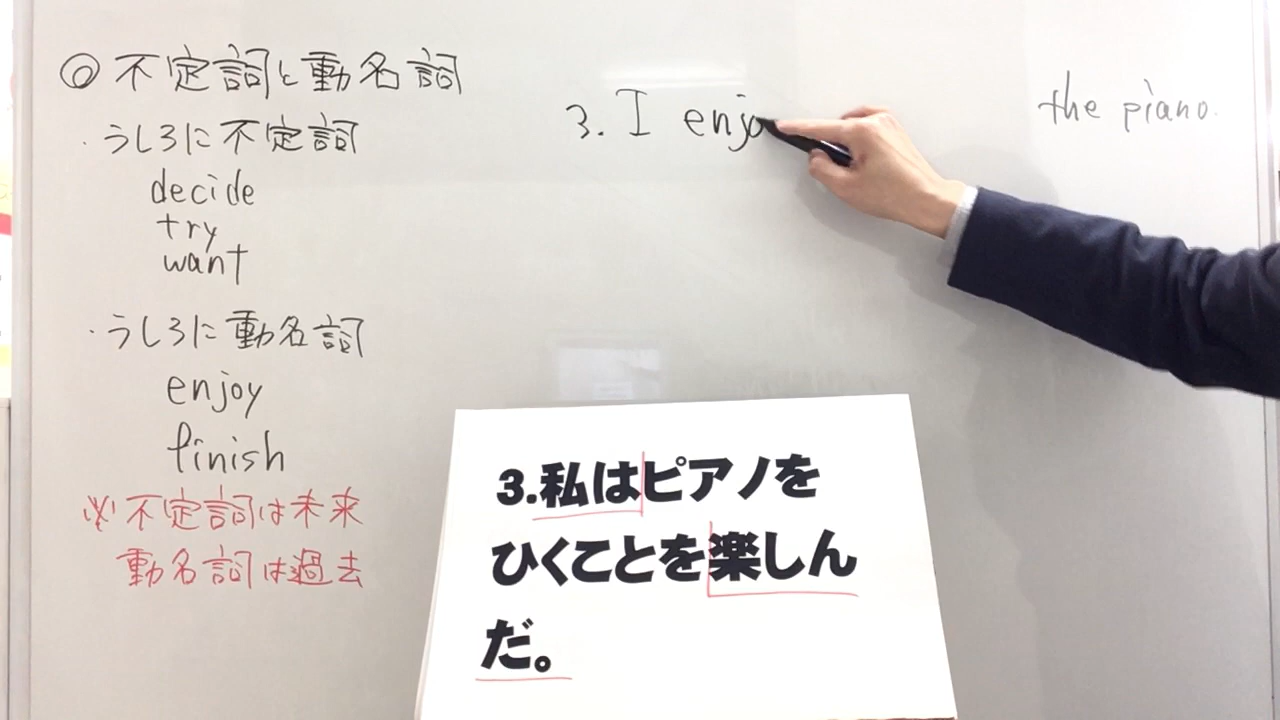 ◎不定詞と動名詞
・うしろに不定詞
decide
try
want
・うしろに動名詞
enjoy
finish
※不定詞は未来
動名詞は過去
3. I enjo the piano.
3.私はピアノを
ひくことを楽しん
だ。